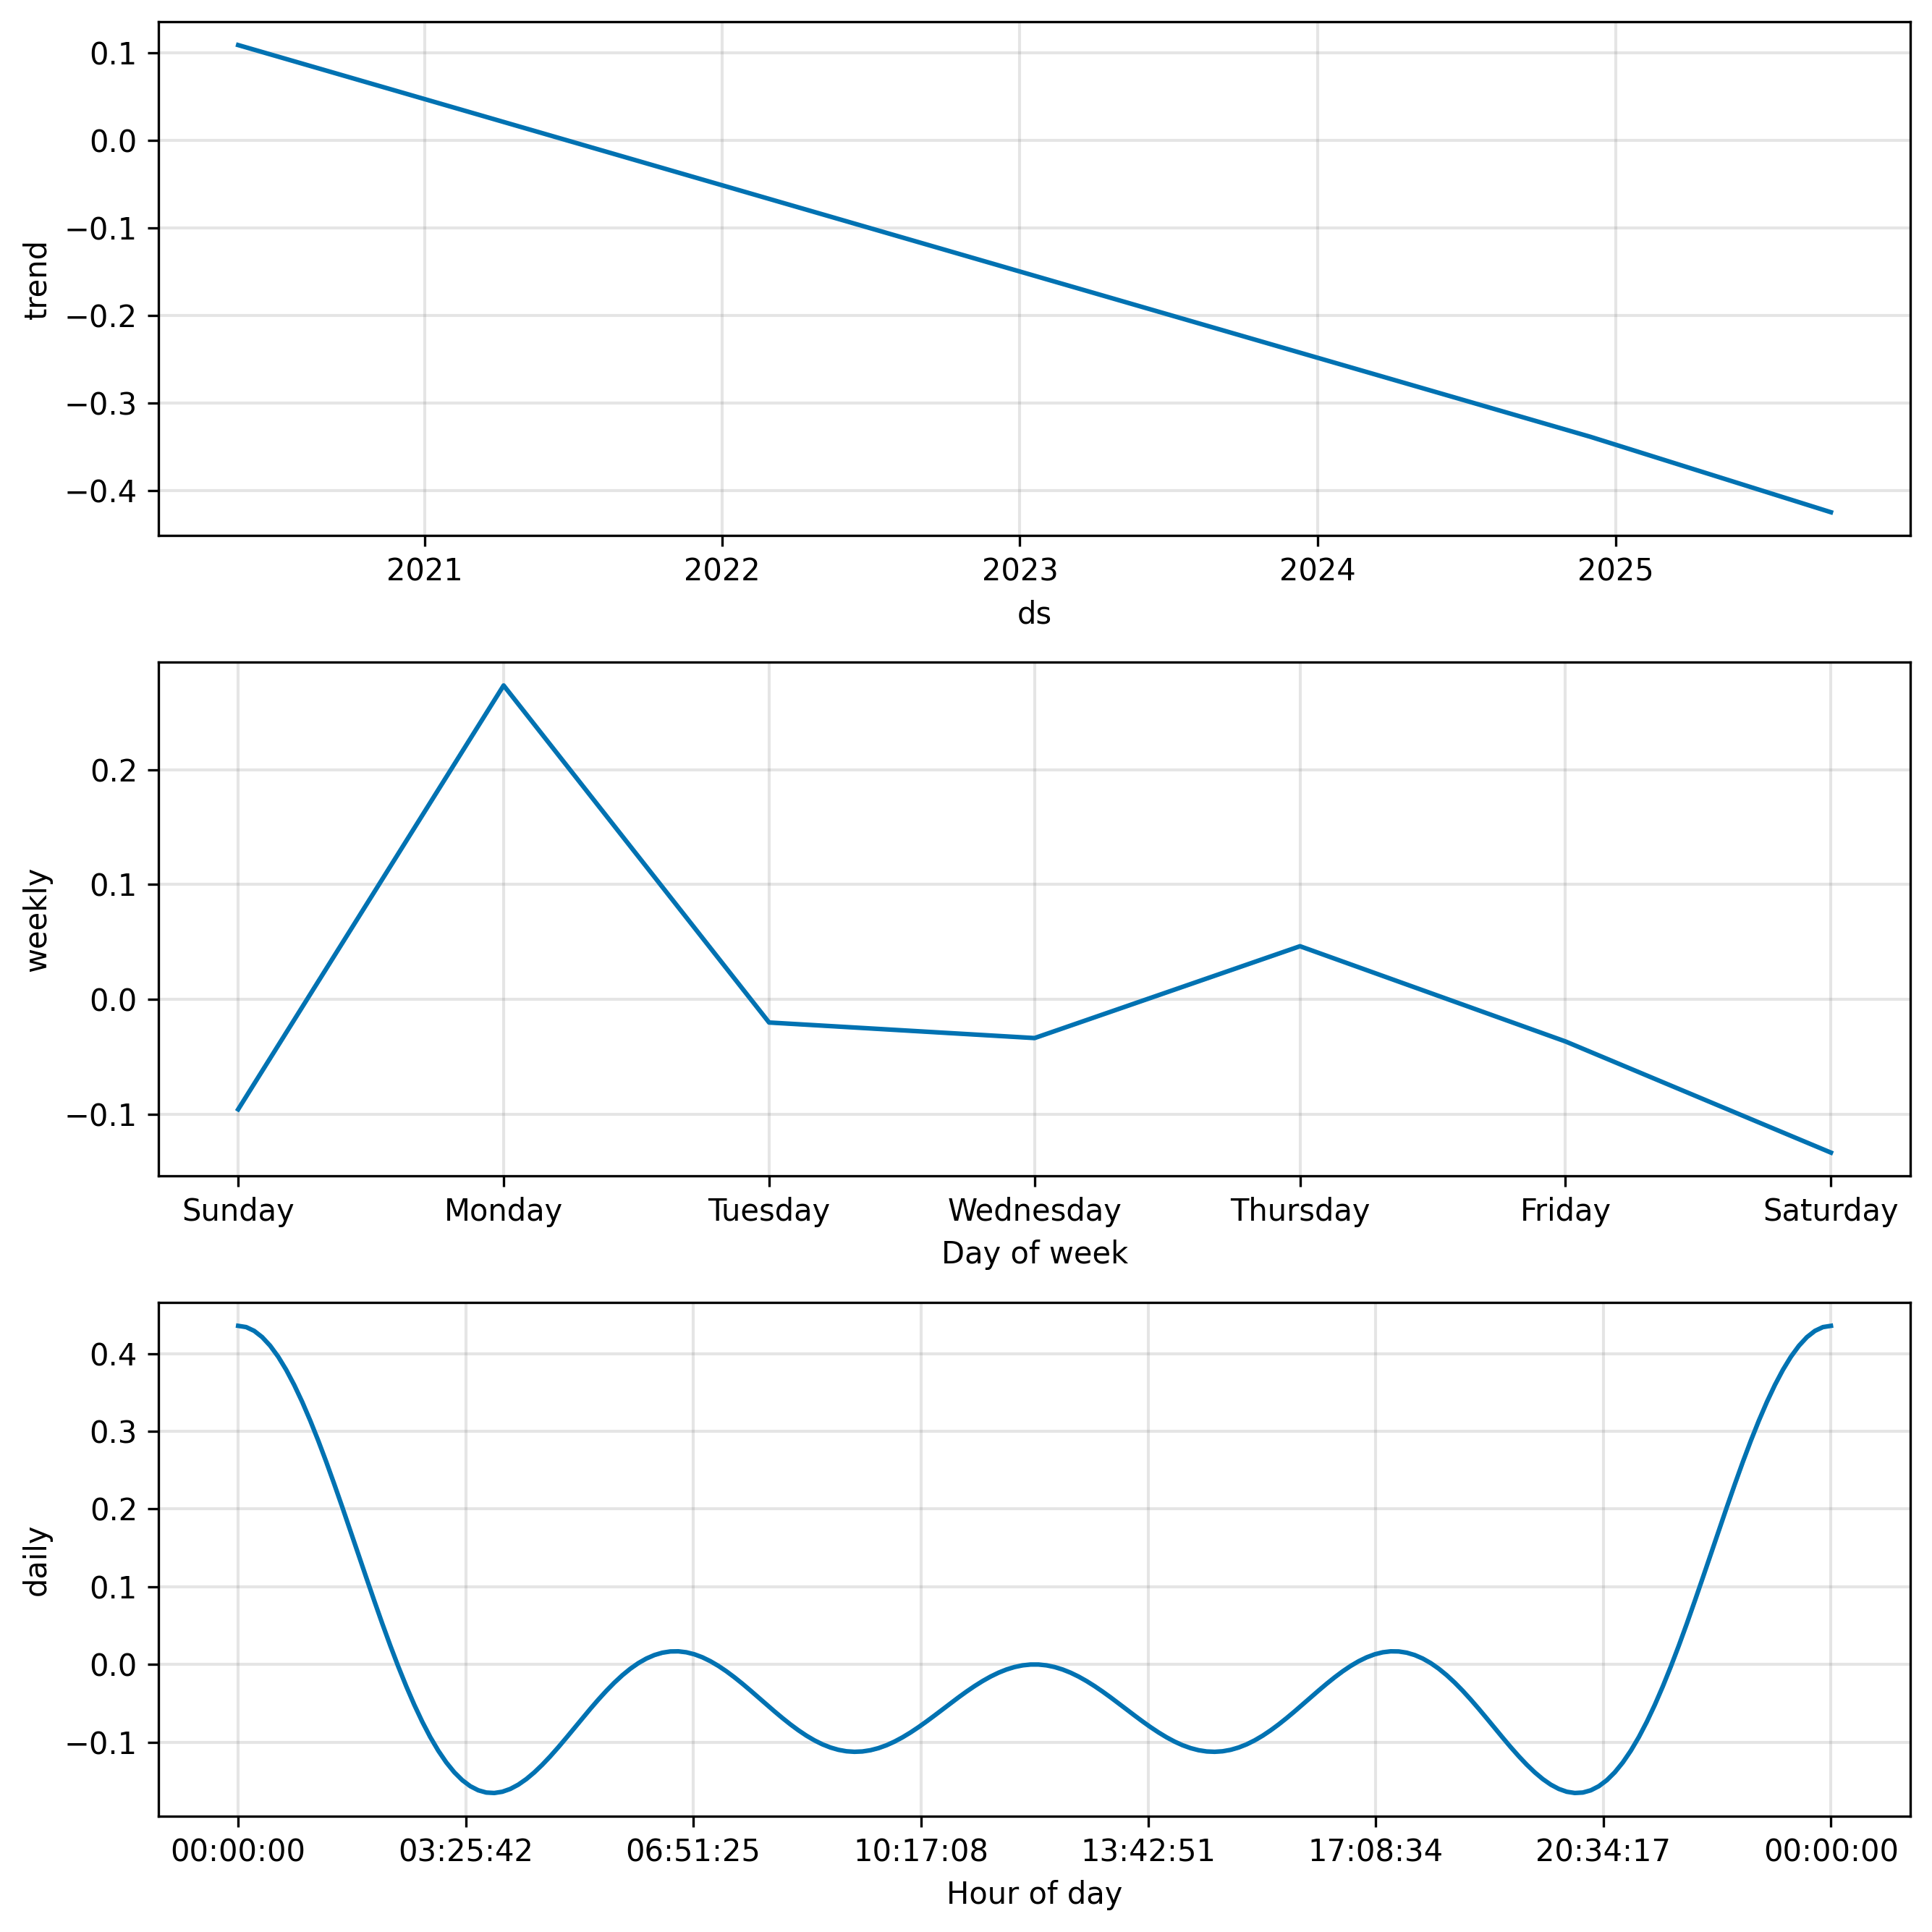 0.1
0.0
−0.1
−0.2
−0.3
−0.4
trend
2021 2022 2023 2024 2025
ds
0.2
0.1
0.0
−0.1
weekly
Sunday Monday Tuesday Wednesday Thursday Friday Saturday
Day of week
0.4
0.3
0.2
0.1
0.0
−0.1
daily
00:00:00 03:25:42 06:51:25 10:17:08 13:42:51 17:08:34 20:34:17 00:00:00
Hour of day